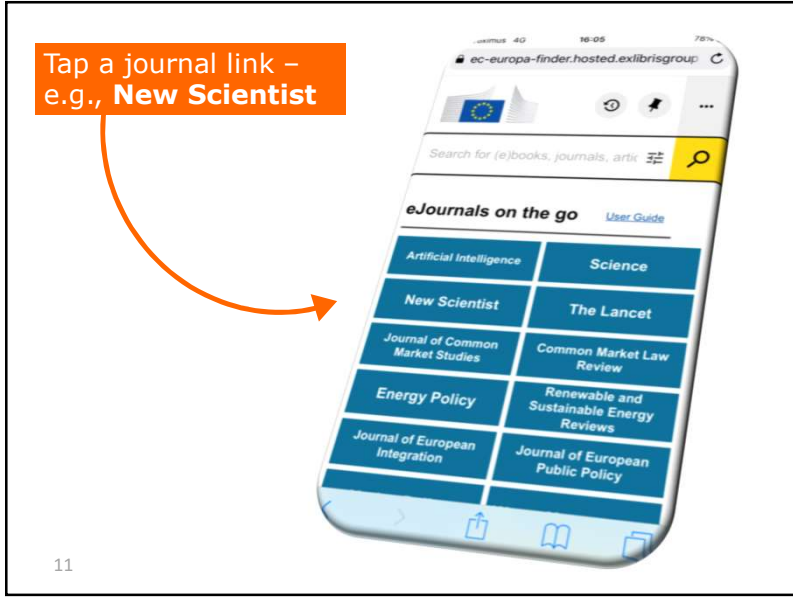 Tap a journal link –
e.g., New Scientist
4G 16:05
ec-europa-finder.hosted.exlibrisgroup
Search for (e)books, journals,
eJournals on the go User Guide
Artificial Intelligence
Science
New Scientist
The Lancet
Journal of Common
Market Studies
Common Market Law
Review
Energy Policy
Renewable and
Sustainable Energy
Reviews
Journal of European
Integration
Journal of European
Public Policy
11